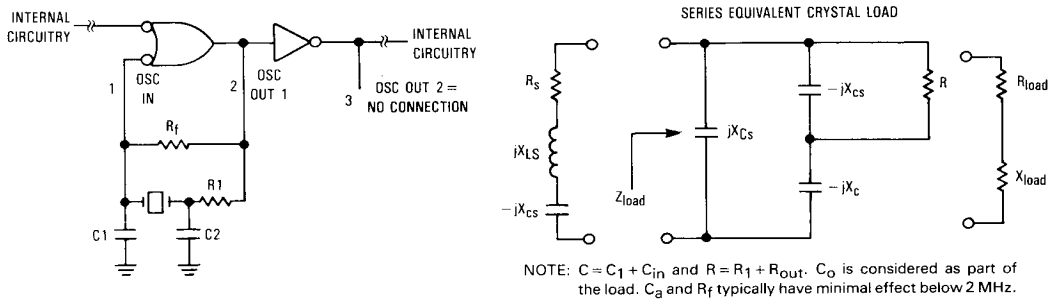 INTERNAL
CIRCUITRY
1
OSC
IN
2
OSC
OUT 1
3
OSC OUT 2 =
NO CONNECTION
INTERNAL
CIRCUITRY
Rf
R1
C1
C2
SERIES EQUIVALENT CRYSTAL LOAD
Rs
jXLS
−jXcs
Zload
jXCs
−jXcs
−jXc
R
Rload
Xload
NOTE: C = C1 + Cin and R = R1 + Rout. Co is considered as part of
the load. Ca and Rf typically have minimal effect below 2 MHz.